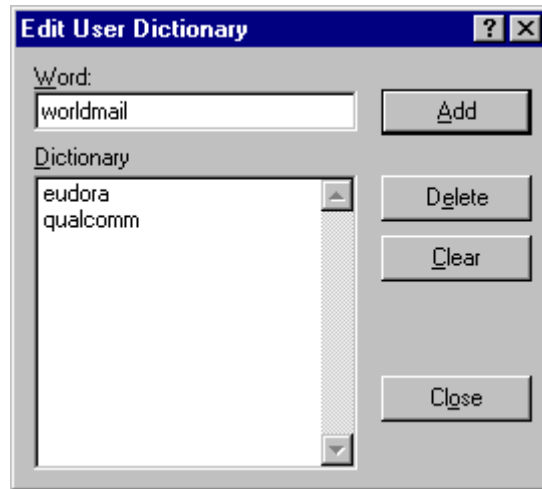 Edit User Dictionary
Word:
worldmail
Add
Dictionary
eudora
qualcomm
Delete
Clear
Close